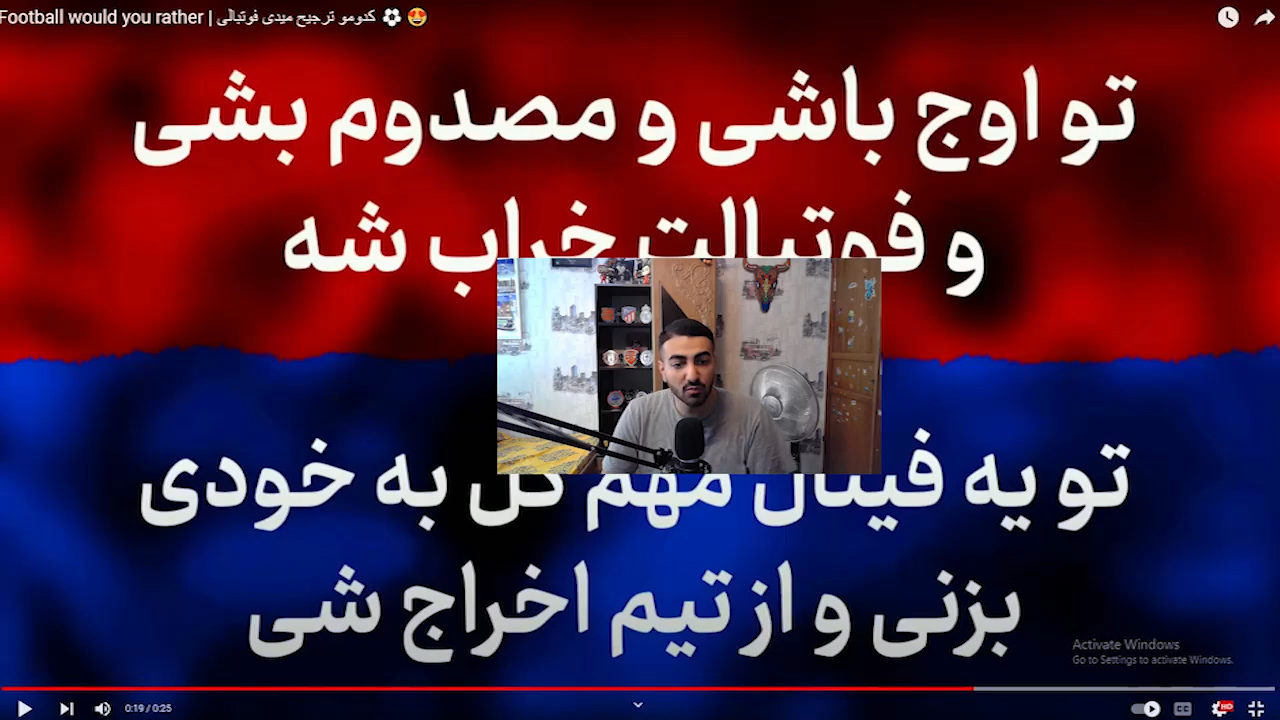 Football would you rather | کدومو ترجیح میدی فوتبالی ⚽ 😍
تو اوج باشی و مصدوم بشی
و فوتبالت خراب شه
تو یه فینال مهم گل به خودی
بزنی و از تیم اخراج شی
Activate Windows
Go to Settings to activate Windows.
0:19 / 0:25
CC
HD